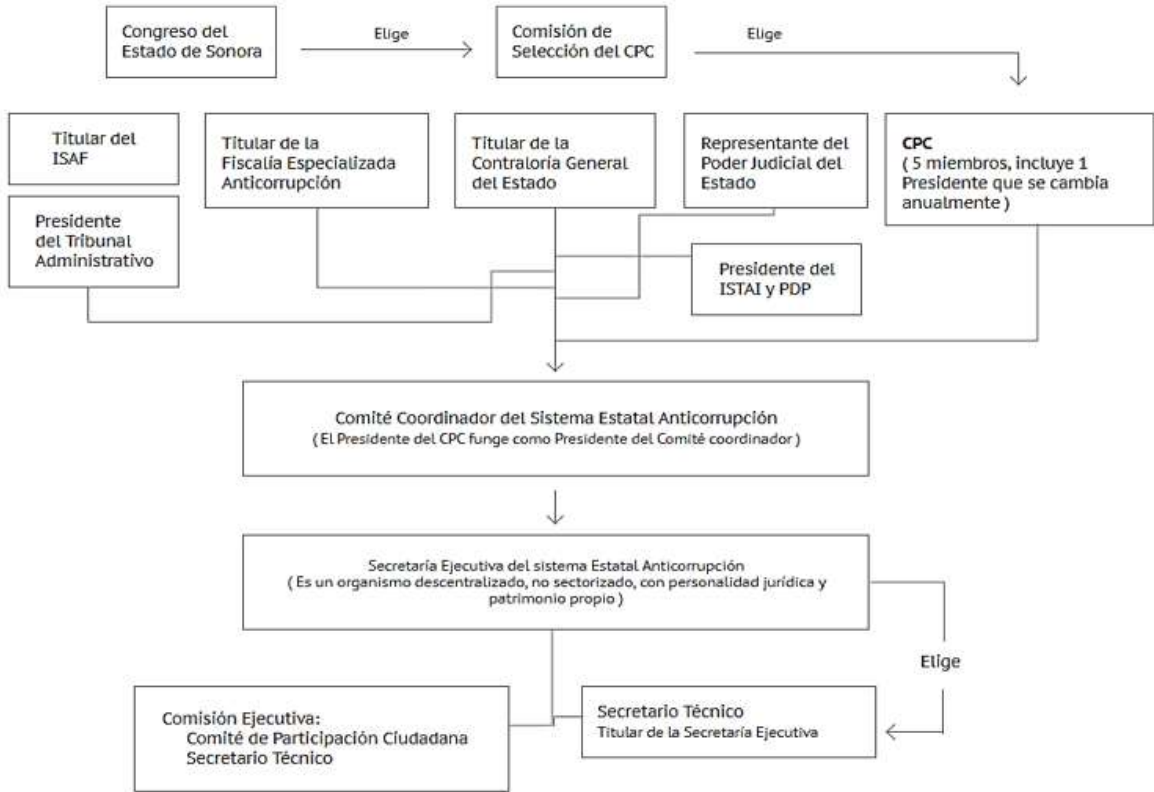 Congreso del
Estado de Sonora
Elige
Comisión de
Selección del CPC
Elige
Titular del
ISAF
Titular de la
Fiscalía Especializada
Anticorrupción
Titular de la
Contraloría General
del Estado
Representante del
Poder Judicial del
Estado
CPC
( 5 miembros, incluye 1
Presidente que se cambia
anualmente )
Presidente
del Tribunal
Administrativo
Presidente del
ISTAI y PDP
Comité Coordinador del Sistema Estatal Anticorrupción
( El Presidente del CPC funge como Presidente del Comité coordinador )
Secretaría Ejecutiva del sistema Estatal Anticorrupción
( Es un organismo descentralizado, no sectorizado, con personalidad jurídica y
patrimonio propio )
Elige
Comisión Ejecutiva:
Comité de Participación Ciudadana
Secretario Técnico
Secretario Técnico
Titular de la Secretaría Ejecutiva